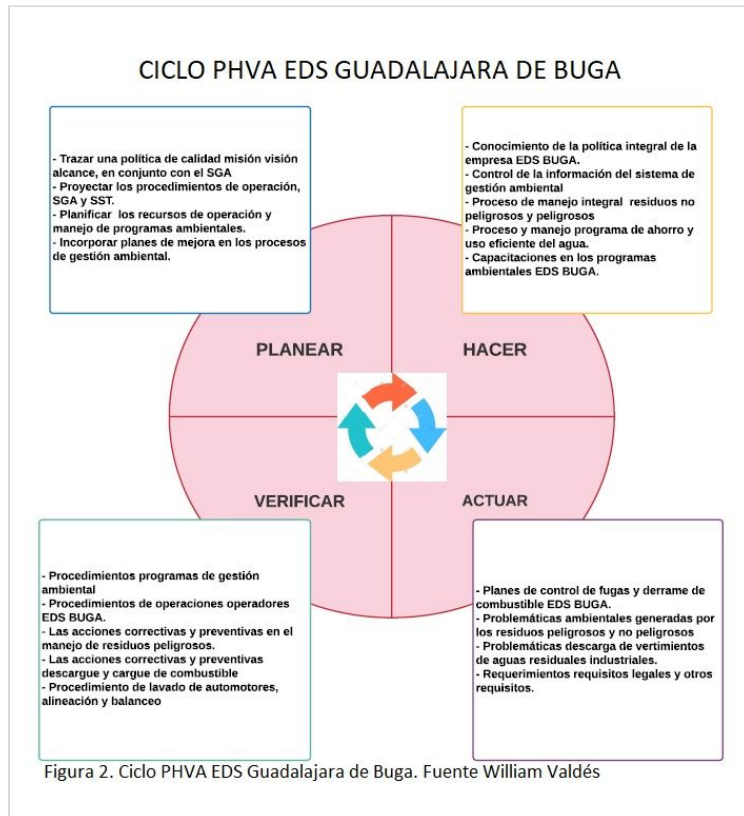 CICLO PHVA EDS GUADALAJARA DE BUGA
- Trazar una política de calidad misión visión
alcance, en conjunto con el SGA
- Proyectar los procedimientos de operación,
SGA y SST.
- Planificar los recursos de operación y
manejo de programas ambientales.
- Incorporar planes de mejora en los procesos
de gestión ambiental.
- Conocimiento de la política integral de la
empresa EDS BUGA.
- Control de la información del sistema de
gestión ambiental
- Proceso de manejo integral residuos no
peligrosos y peligrosos
- Proceso y manejo programa de ahorro y
uso eficiente del agua.
- Capacitaciones en los programas
ambientales EDS BUGA.
PLANEAR
HACER
VERIFICAR
ACTUAR
- Procedimientos programas de gestión
ambiental
- Procedimientos de operaciones operadores
EDS BUGA.
- Las acciones correctivas y preventivas en el
manejo de residuos peligrosos.
- Las acciones correctivas y preventivas
descargue y cargue de combustible
- Procedimiento de lavado de automotores,
alineación y balanceo
- Planes de control de fugas y derrame de
combustible EDS BUGA.
- Problemáticas ambientales generadas por
los residuos peligrosos y no peligrosos
- Problemáticas descarga de vertimientos
de aguas residuales industriales.
- Requerimientos requisitos legales y otros
requisitos.
Figura 2. Ciclo PHVA EDS Guadalajara de Buga. Fuente William Valdés